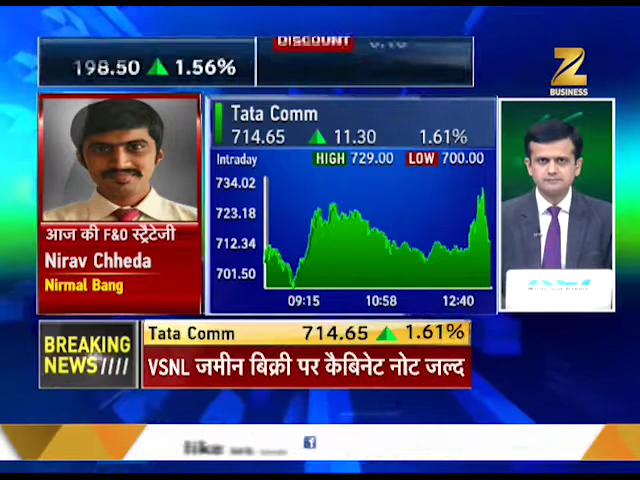 198.50 ▲ 1.56%
DISCOUNT
Z
BUSINESS
Tata Comm
714.65 ▲ 11.30 1.61%
Intraday HIGH 729.00 LOW 700.00
734.02
723.18
712.34
701.50
09:15 10:58 12:40
आज की F&O स्ट्रैटेजी
Nirav Chheda
Nirmal Bang
BREAKING
NEWS////
Tata Comm 714.65 ▲ 1.61%
VSNL जमीन बिक्री पर कैबिनेट नोट जल्द
like
f